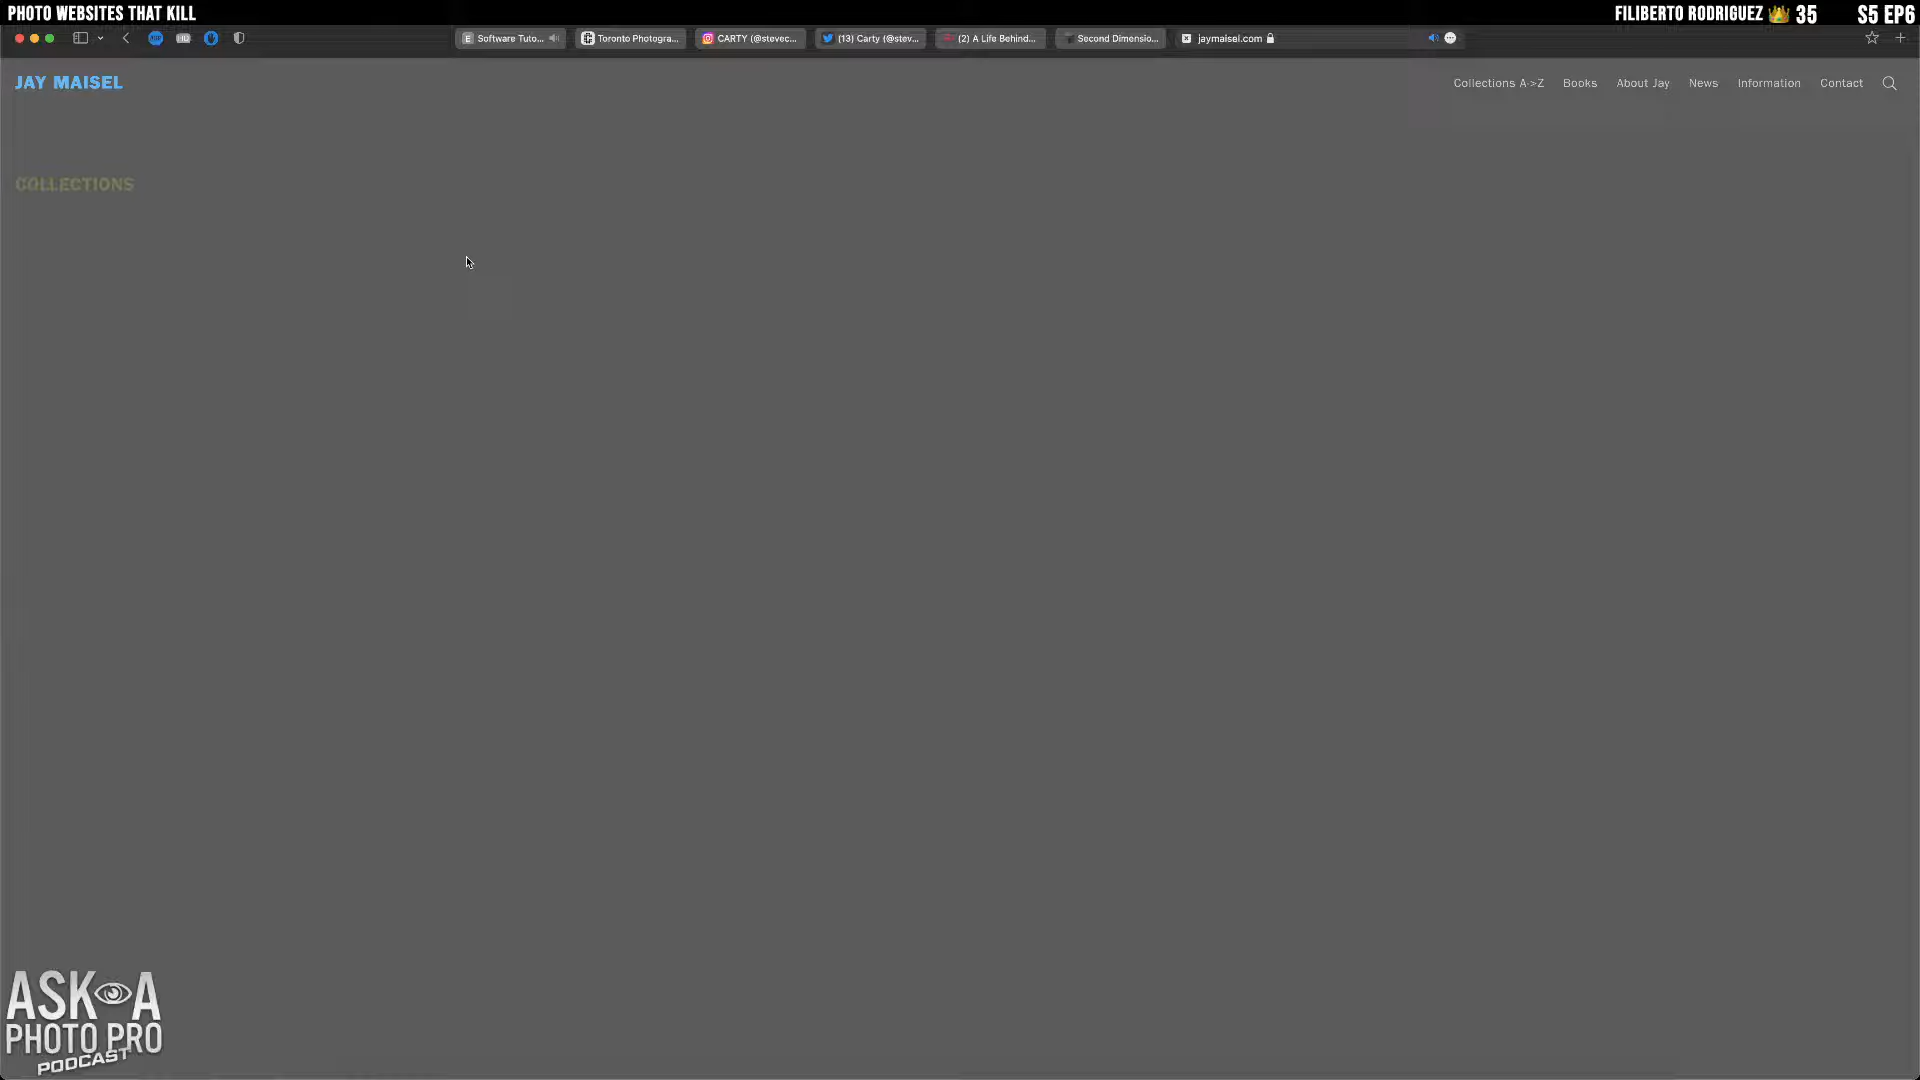 PHOTO WEBSITES THAT KILL
FILIBERTO RODRIGUEZ 👑 35 S5 EP6
Software Tuto... Toronto Photogra... CARTY (@stevec... (13) Carty (@stev... (2) A Life Behind... Second Dimensio... jaymaisel.com
JAY MAISEL
Collections A->Z Books About Jay News Information Contact
COLLECTIONS
ASK A
PHOTO PRO
PODCAST